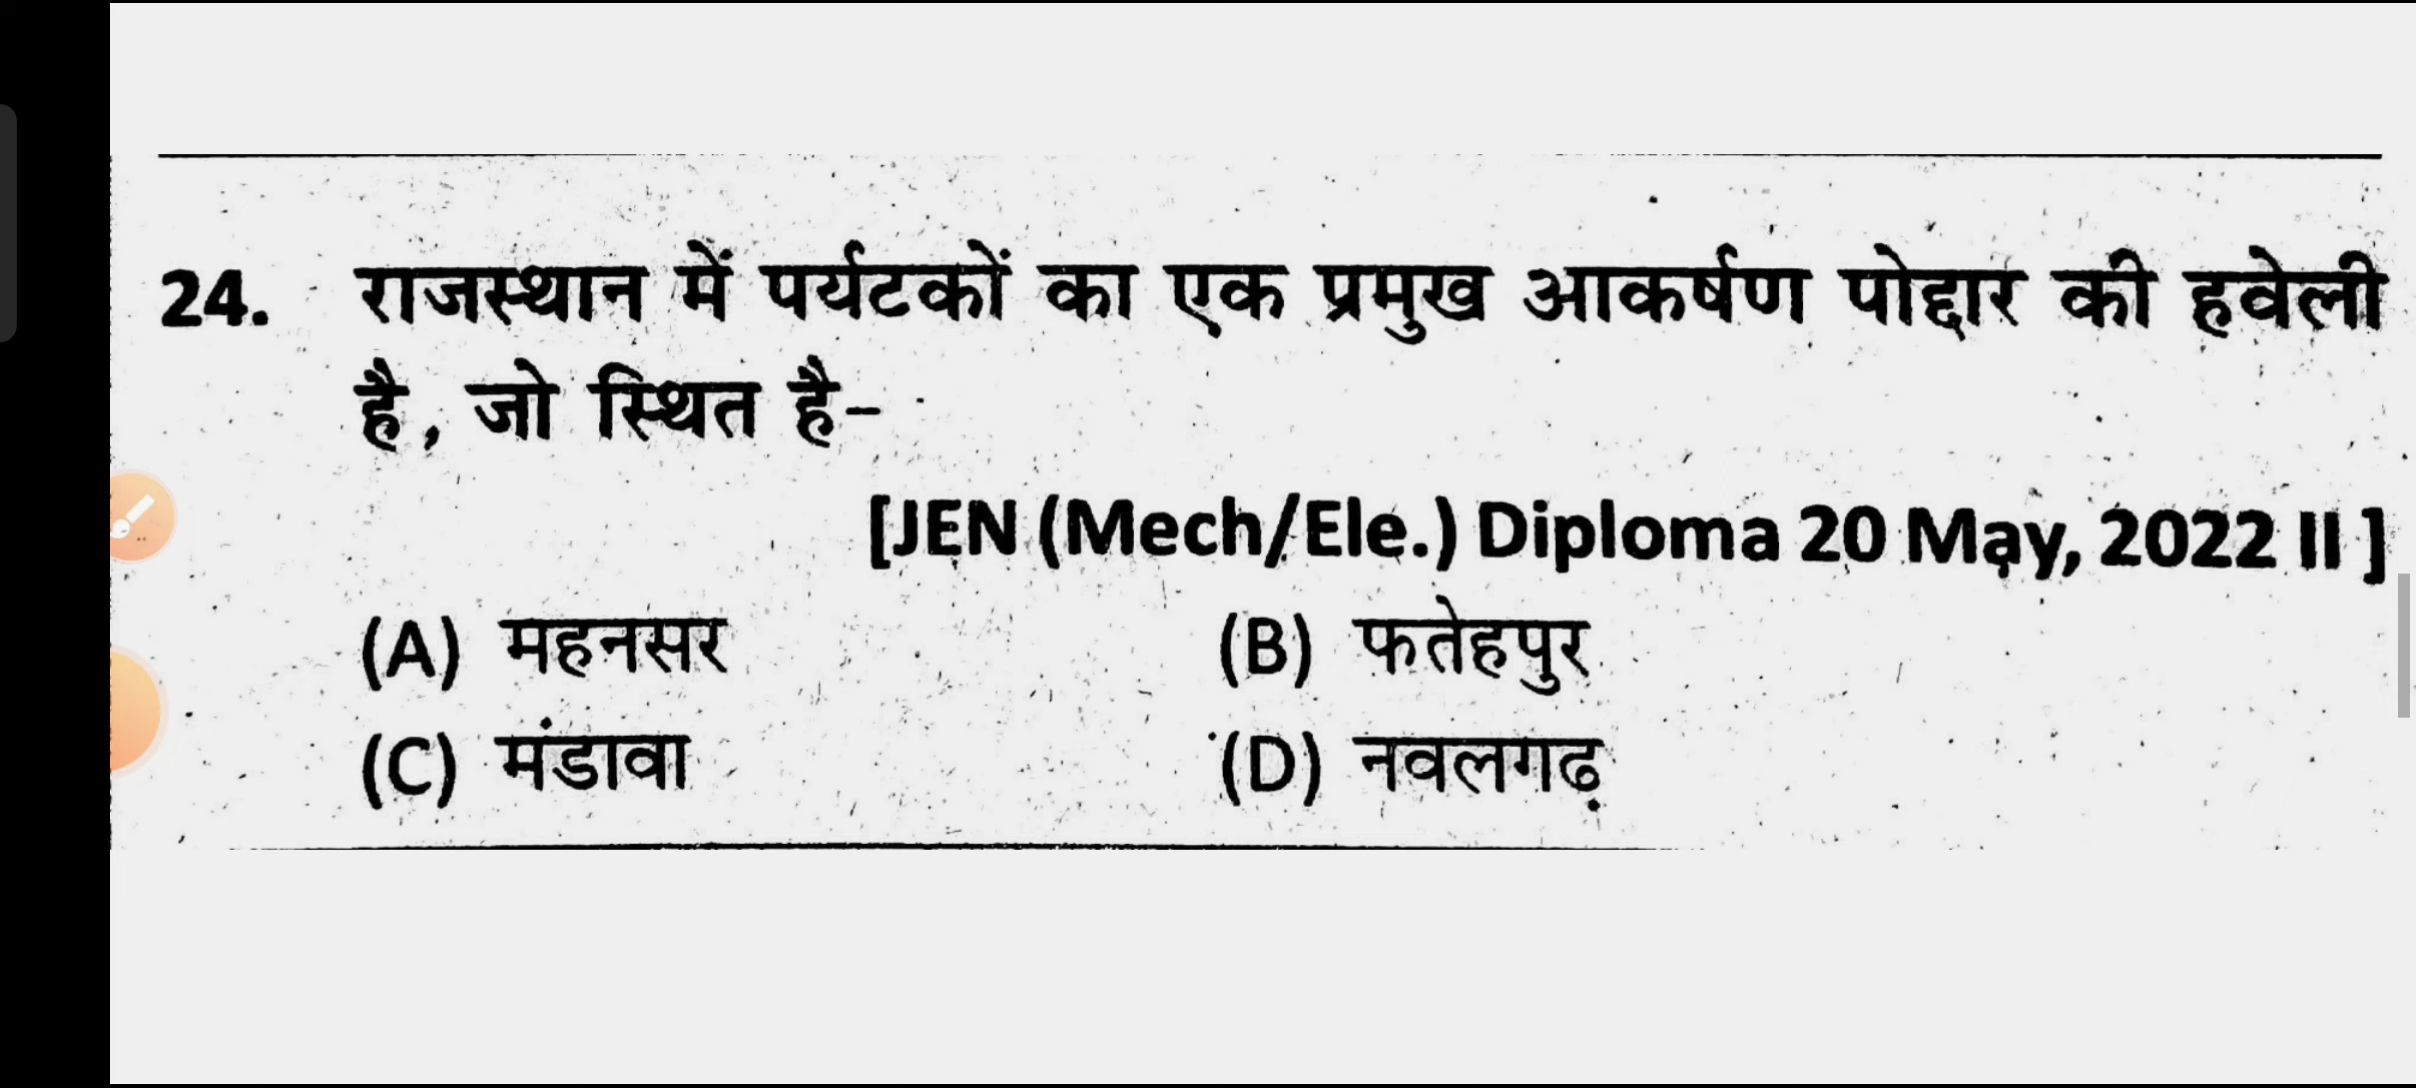 24. राजस्थान में पर्यटकों का एक प्रमुख आकर्षण पोद्दार की हवेली
है, जो स्थित है-
[JEN (Mech/Ele.) Diploma 20 May, 2022 II ]
(A) महनसर (B) फतेहपुर
(C) मंडावा (D) नवलगढ़